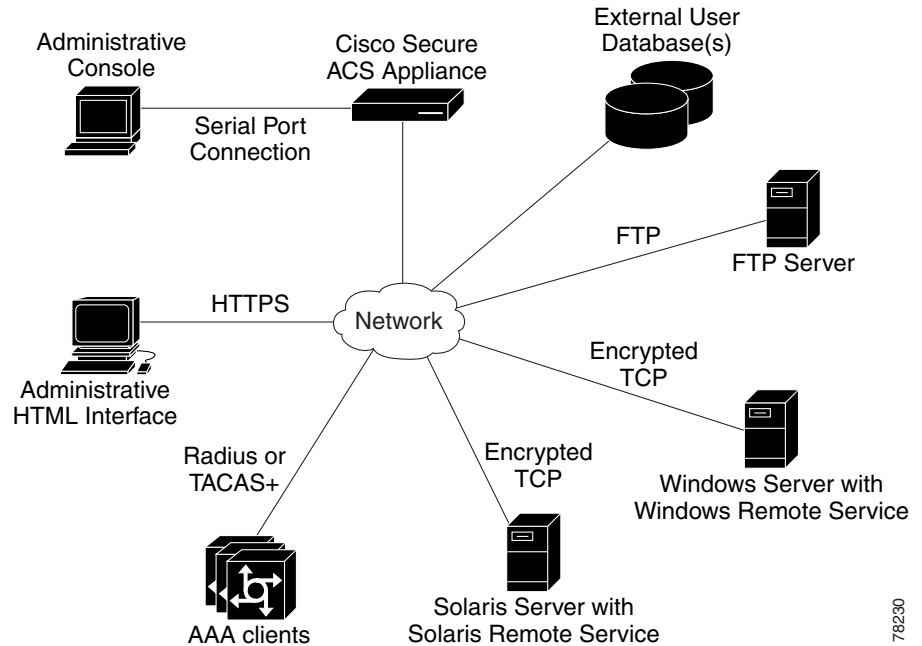 Administrative
Console
Cisco Secure
ACS Appliance
External User
Database(s)
Serial Port
Connection
FTP
FTP Server
HTTPS
Network
Administrative
HTML Interface
Encrypted
TCP
Windows Server with
Windows Remote Service
Radius or
TACAS+
Encrypted
TCP
AAA clients
Solaris Server with
Solaris Remote Service
78230